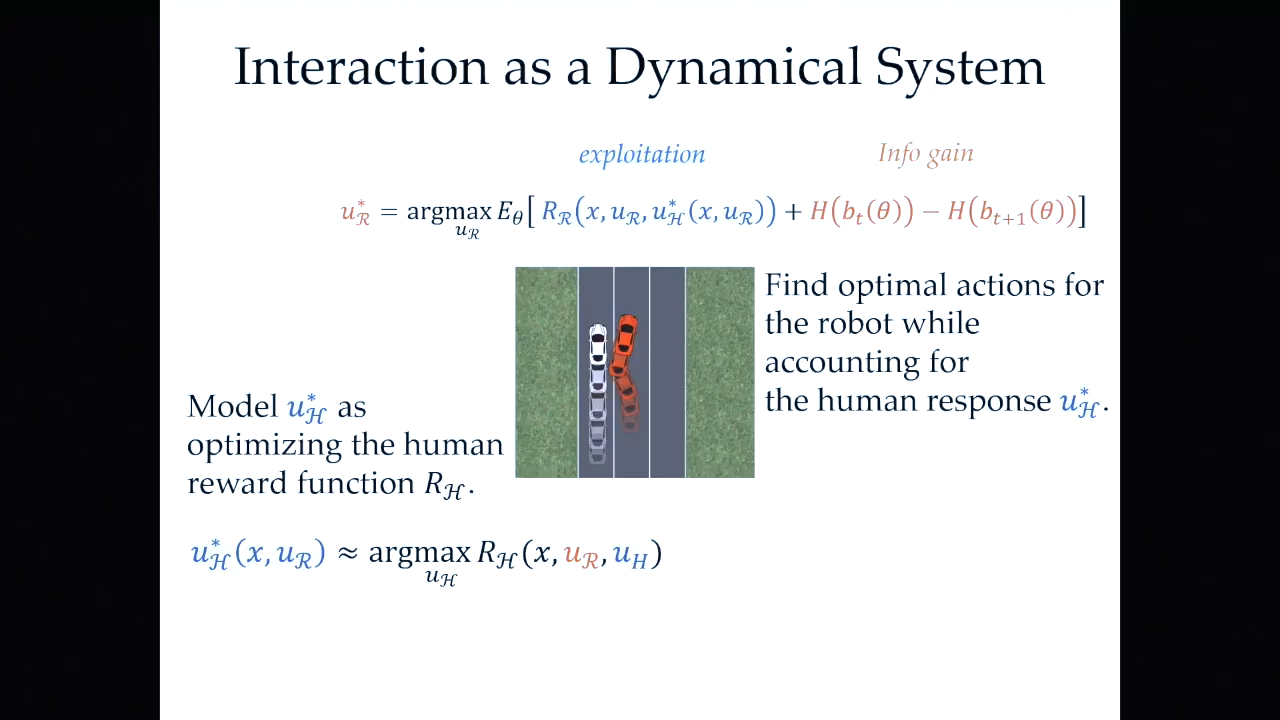 Interaction as a Dynamical System
exploitation
Info gain
u*_ℛ = argmax_{u_ℛ} E_θ[ R_ℛ(x, u_ℛ, u*_ℋ(x, u_ℛ)) + H(b_t(θ)) − H(b_{t+1}(θ))]
Find optimal actions for
the robot while
accounting for
the human response u*_ℋ.
Model u*_ℋ as
optimizing the human
reward function R_ℋ.
u*_ℋ(x, u_ℛ) ≈ argmax_{u_ℋ} R_ℋ(x, u_ℛ, u_H)